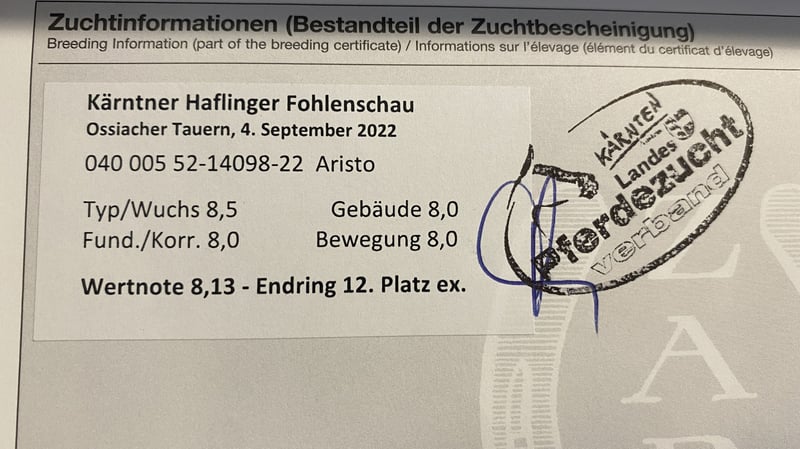 Zuchtinformationen (Bestandteil der Zuchtbescheinigung)
Breeding Information (part of the breeding certificate) / Informations sur l'élevage (élément du certificat d'élevage)
Kärntner Haflinger Fohlenschau
Ossiacher Tauern, 4. September 2022
040 005 52-14098-22 Aristo
Typ/Wuchs 8,5 Gebäude 8,0
Fund./Korr. 8,0 Bewegung 8,0
Wertnote 8,13 - Endring 12. Platz ex.
KÄRNTEN
Landes
Pferdezucht
verband
A